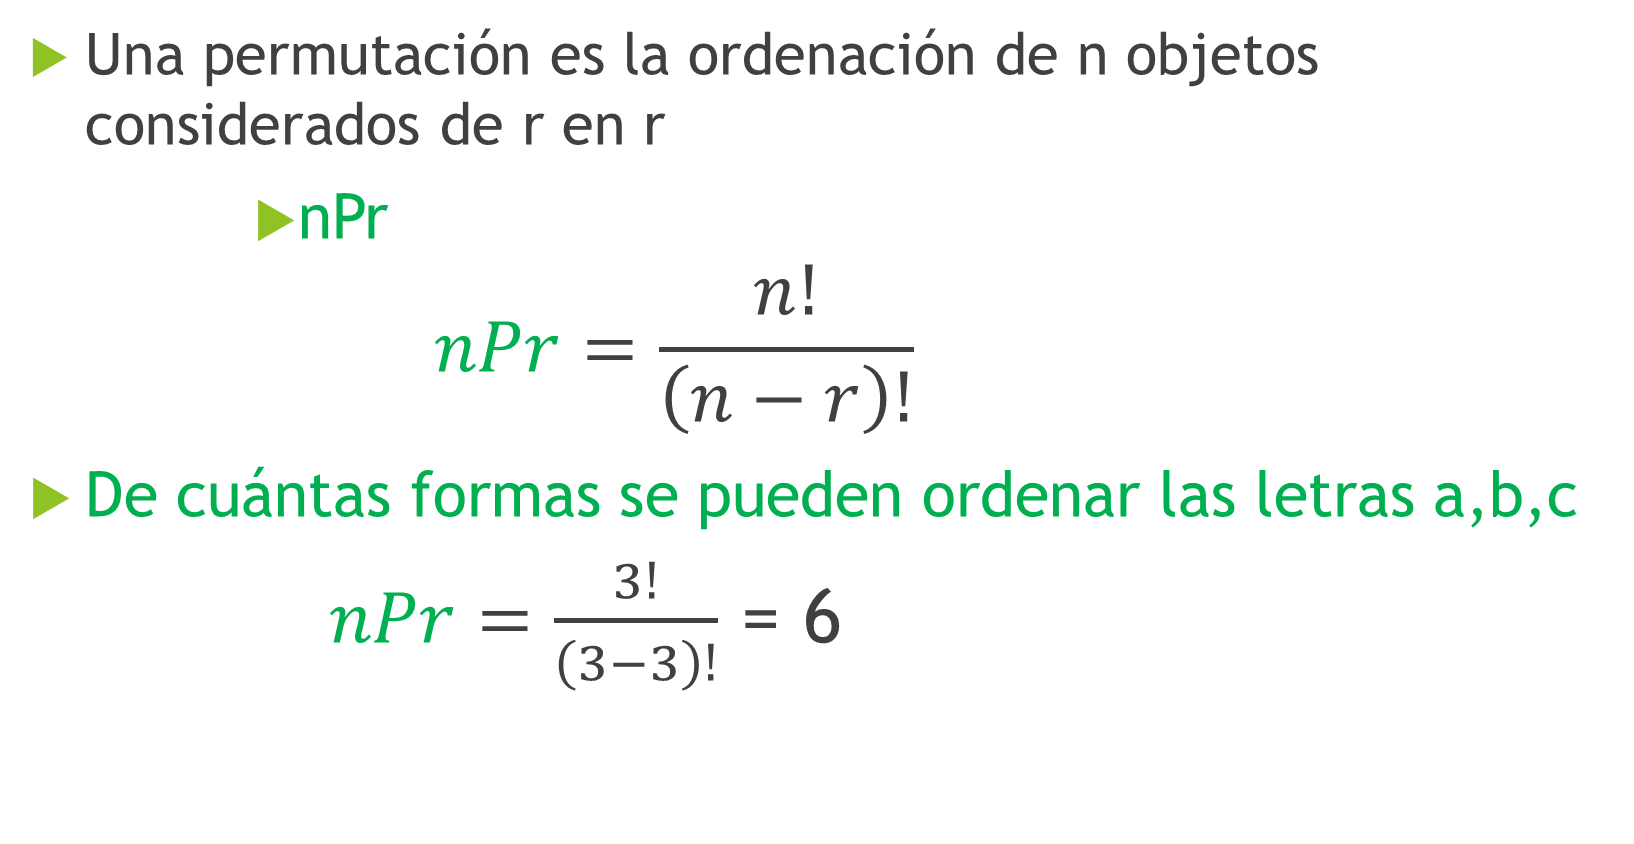 Una permutación es la ordenación de n objetos
considerados de r en r
nPr
nPr = n! / (n − r)!
De cuántas formas se pueden ordenar las letras a,b,c
nPr = 3! / (3−3)! = 6